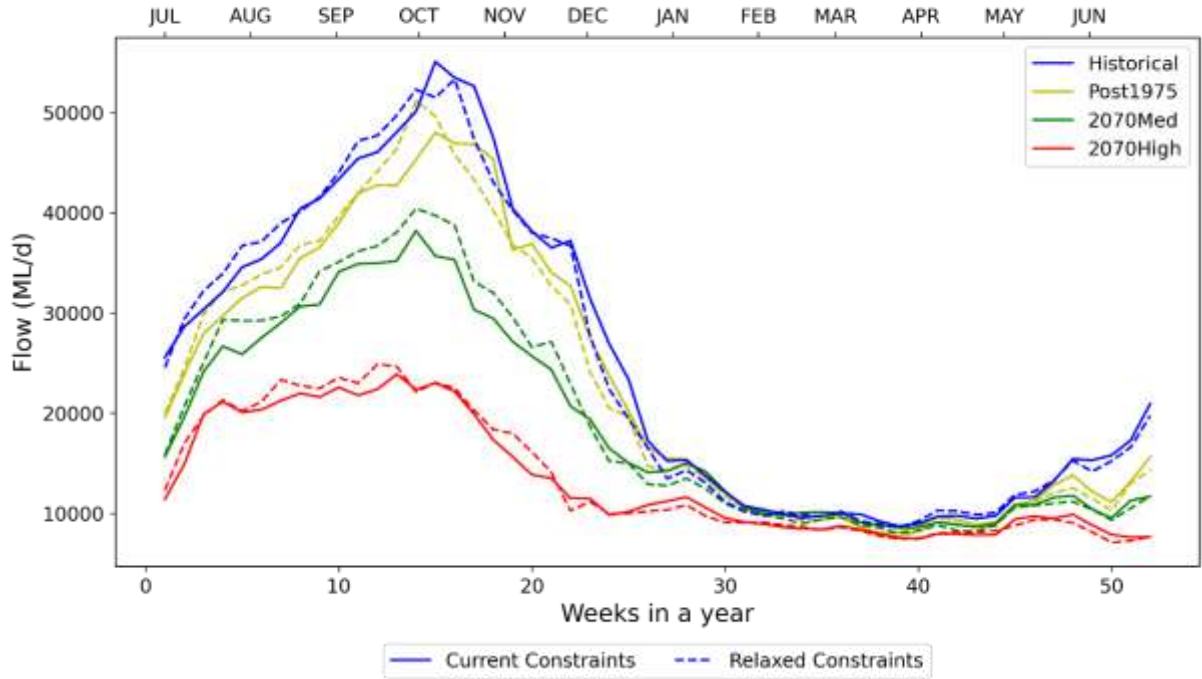 JUL AUG SEP OCT NOV DEC JAN FEB MAR APR MAY JUN
Historical
Post1975
2070Med
2070High
50000
40000
30000
20000
10000
Flow (ML/d)
0 10 20 30 40 50
Weeks in a year
Current Constraints Relaxed Constraints